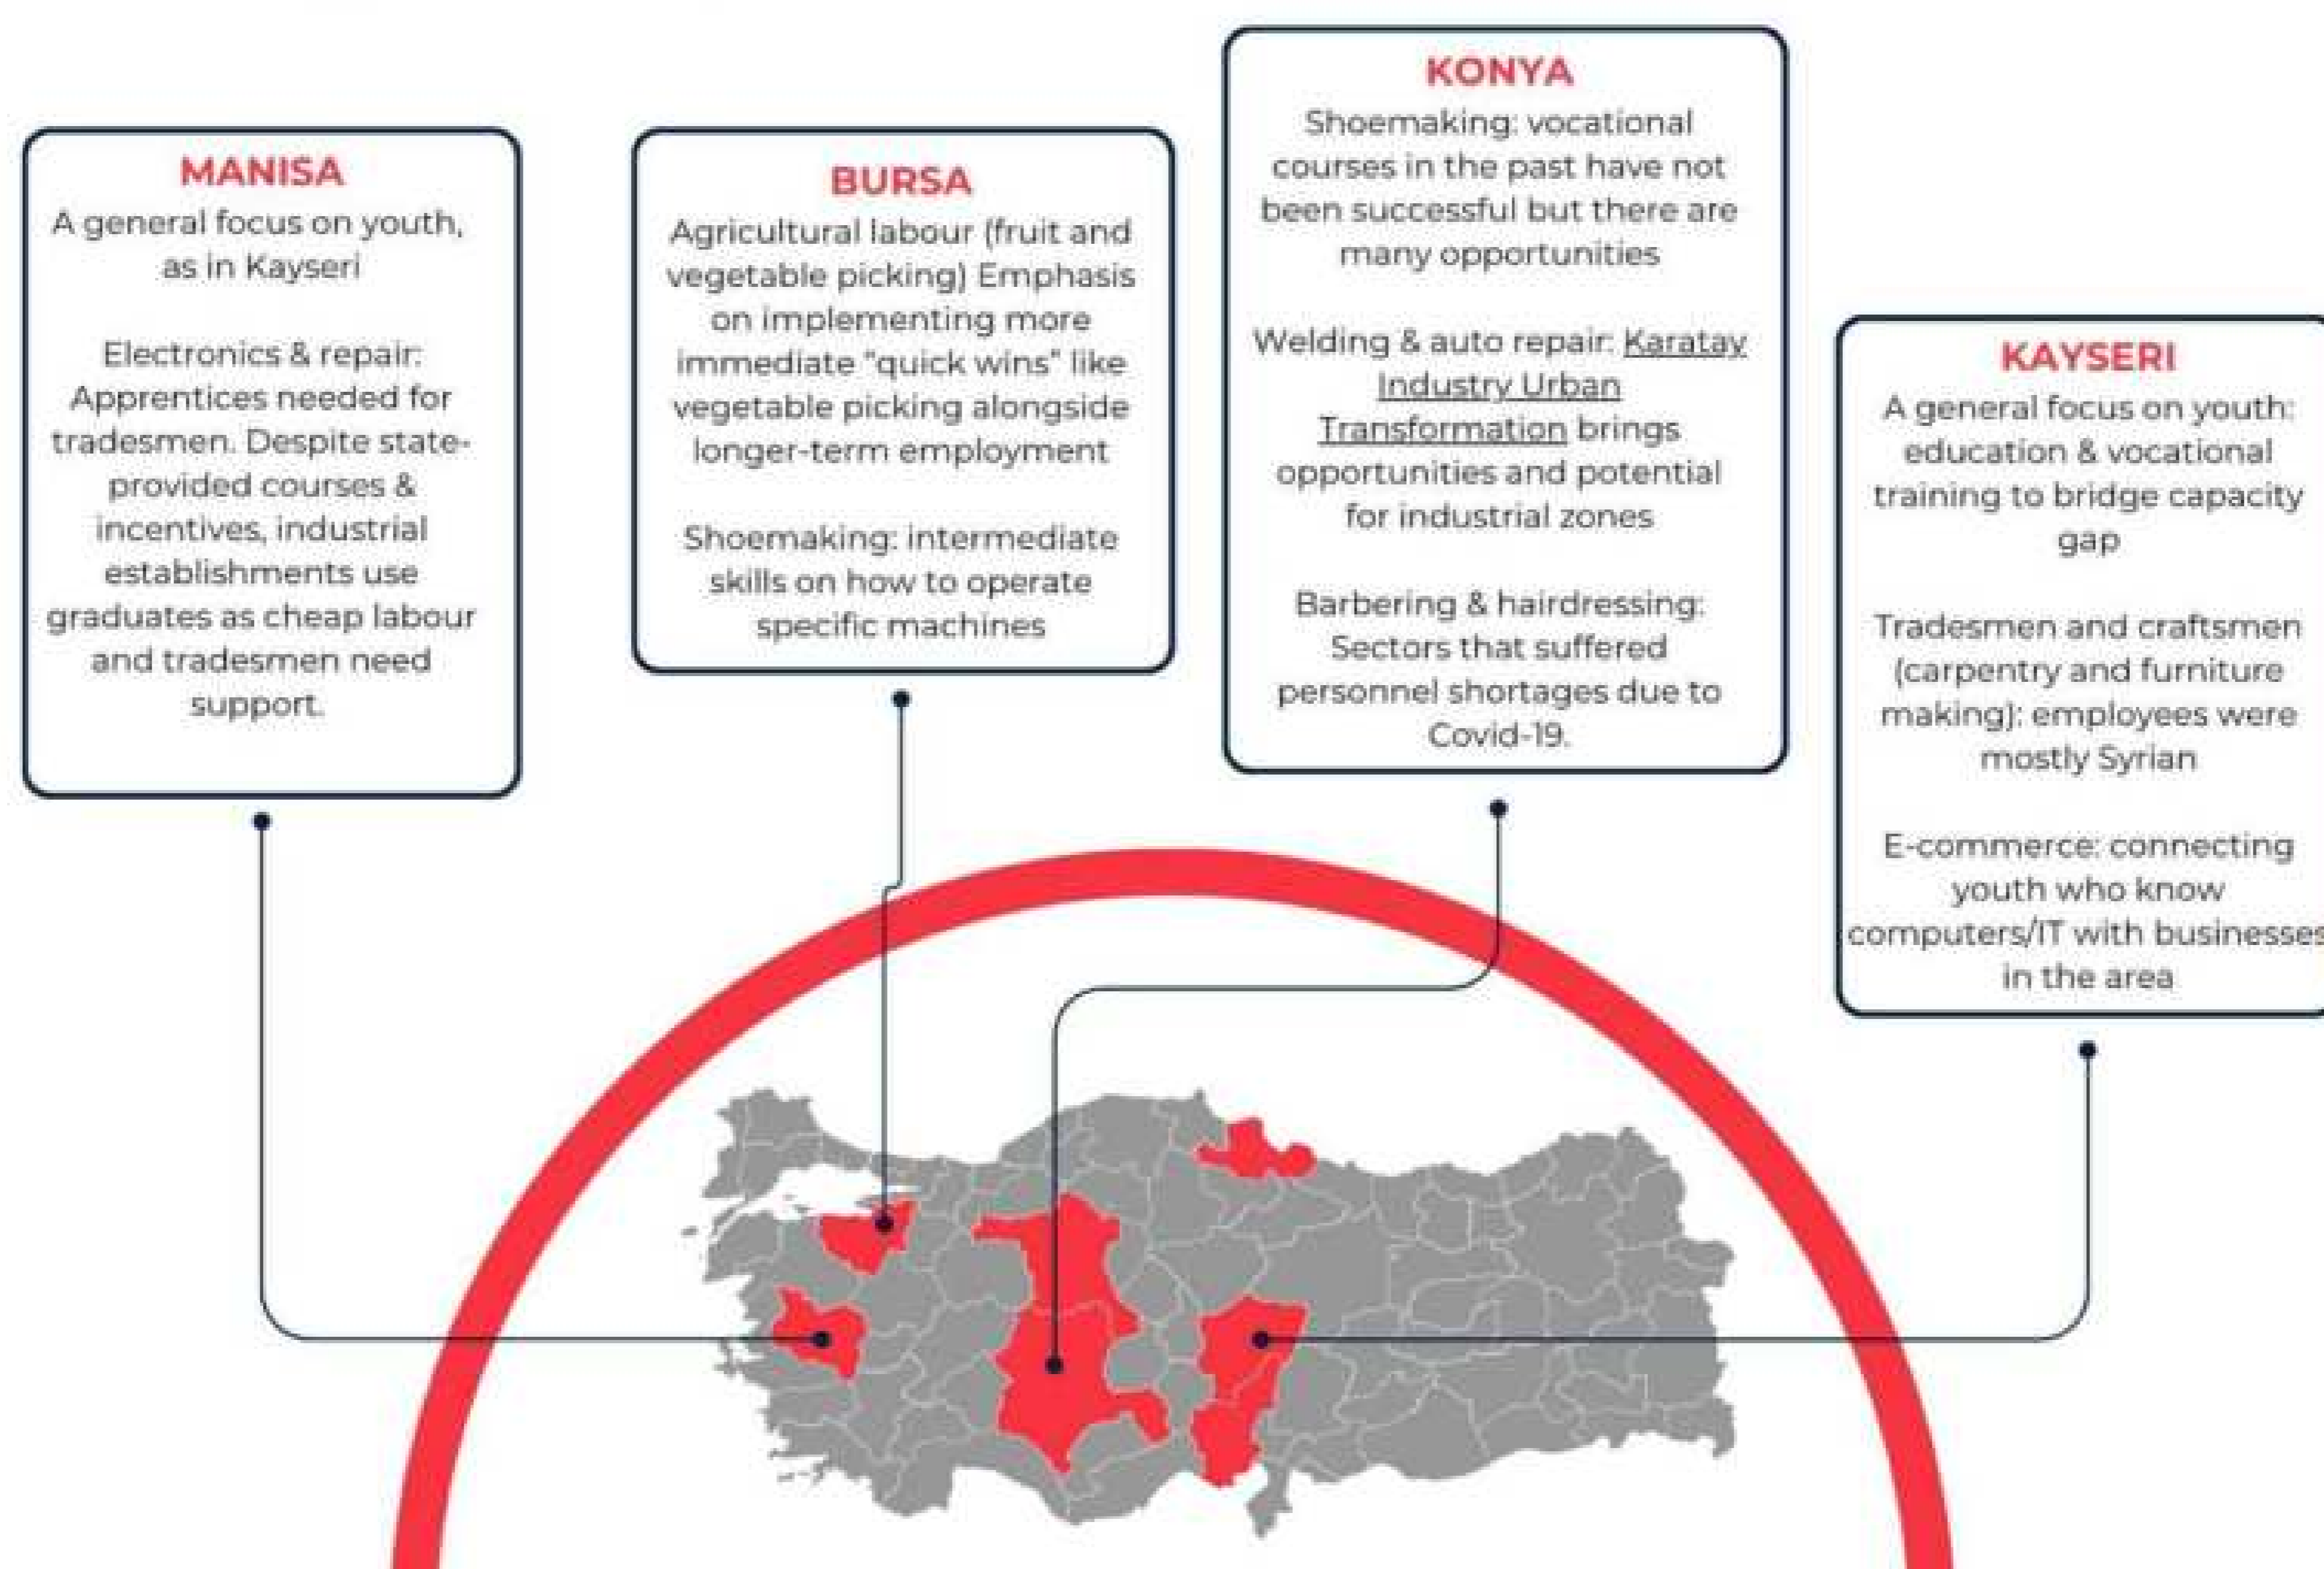 MANISA
A general focus on youth,
as in Kayseri
Electronics & repair:
Apprentices needed for
tradesmen. Despite state-
provided courses &
incentives, industrial
establishments use
graduates as cheap labour
and tradesmen need
support.
BURSA
Agricultural labour (fruit and
vegetable picking) Emphasis
on implementing more
immediate "quick wins" like
vegetable picking alongside
longer-term employment
Shoemaking: intermediate
skills on how to operate
specific machines
KONYA
Shoemaking: vocational
courses in the past have not
been successful but there are
many opportunities
Welding & auto repair: Karatay
Industry Urban
Transformation brings
opportunities and potential
for industrial zones
Barbering & hairdressing:
Sectors that suffered
personnel shortages due to
Covid-19.
KAYSERI
A general focus on youth:
education & vocational
training to bridge capacity
gap
Tradesmen and craftsmen
(carpentry and furniture
making): employees were
mostly Syrian
E-commerce: connecting
youth who know
computers/IT with businesses
in the area